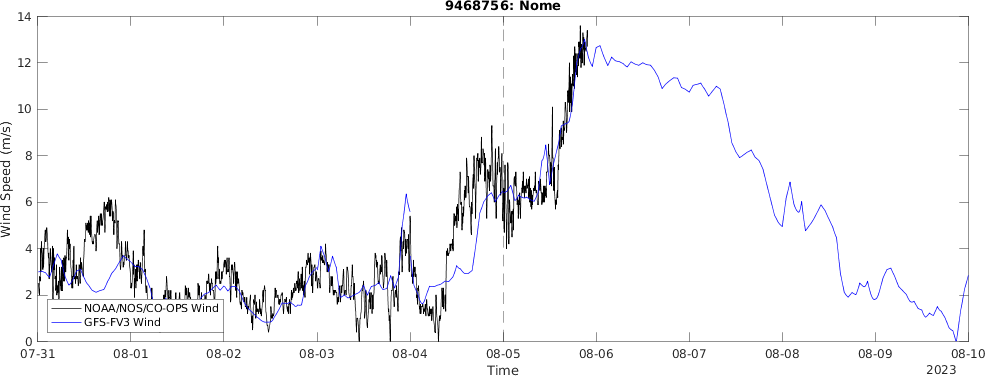 9468756: Nome
14
12
10
8
6
4
2
0
Wind Speed (m/s)
NOAA/NOS/CO-OPS Wind
GFS-FV3 Wind
07-31 08-01 08-02 08-03 08-04 08-05 08-06 08-07 08-08 08-09 08-10
Time
2023